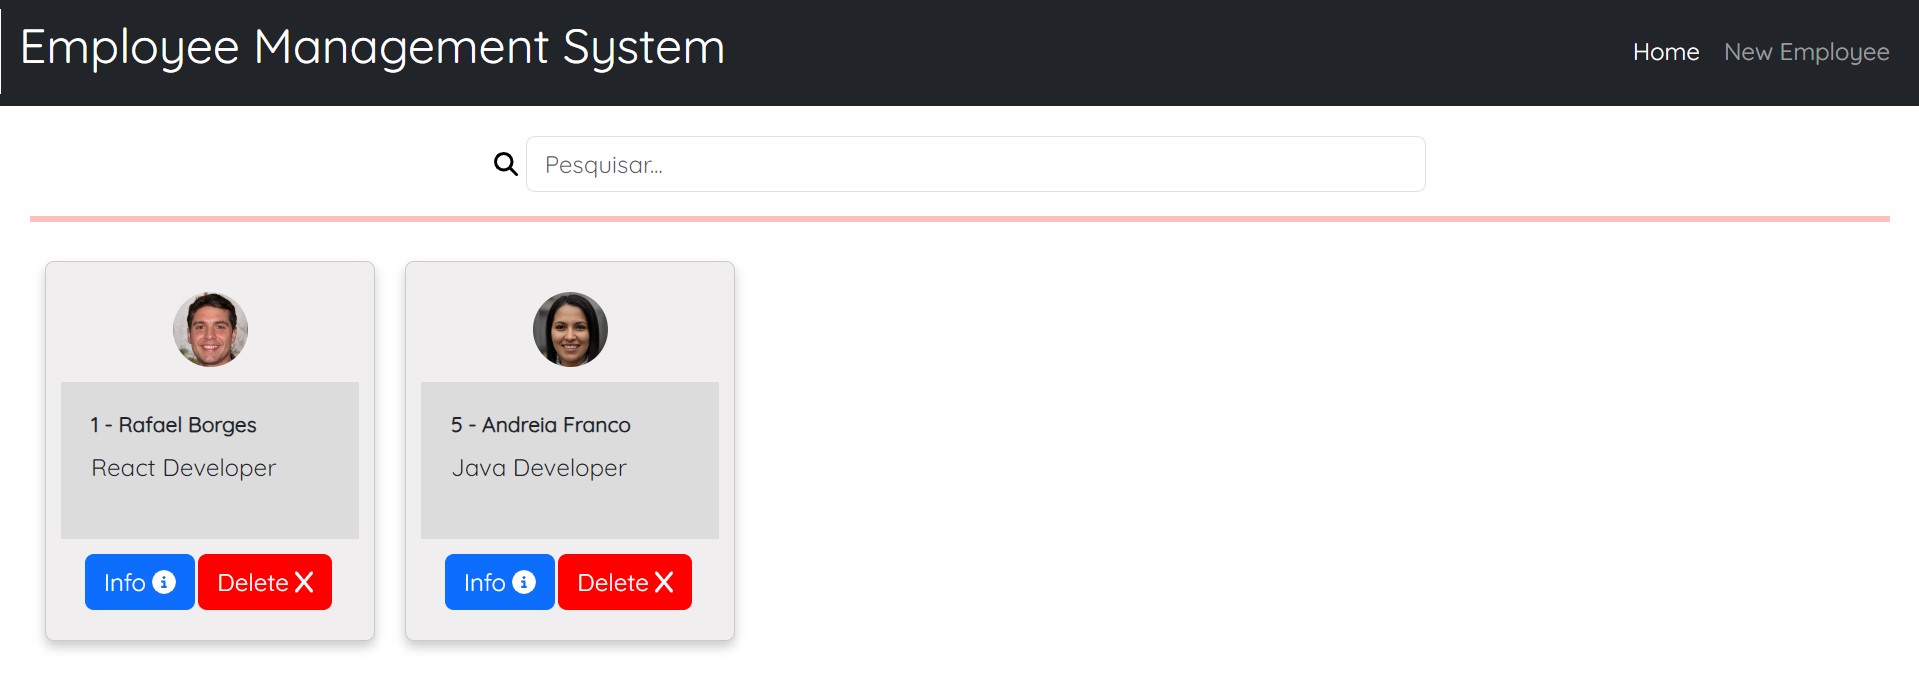 Employee Management System
Home New Employee
Pesquisar...
1 - Rafael Borges
React Developer
Info Delete
5 - Andreia Franco
Java Developer
Info Delete